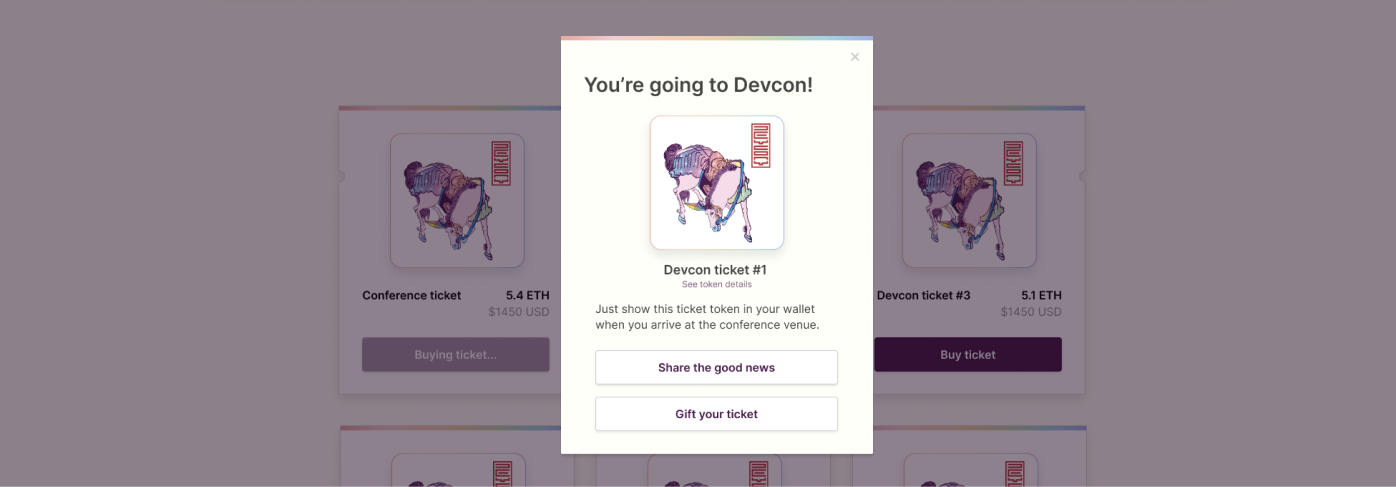 ×
You're going to Devcon!
Devcon ticket #1
See token details
Just show this ticket token in your wallet
when you arrive at the conference venue.
Share the good news
Gift your ticket
Conference ticket 5.4 ETH
$1450 USD
Buying ticket...
Devcon ticket #3 5.1 ETH
$1450 USD
Buy ticket